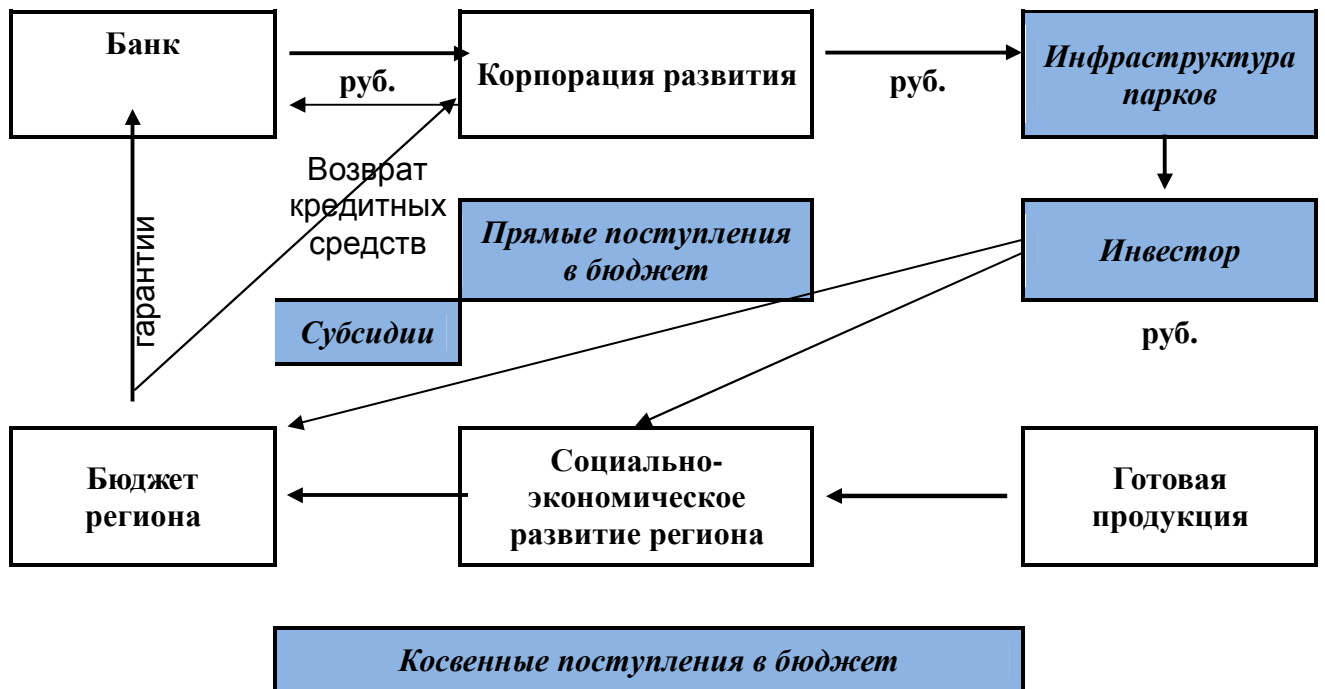 Банк
руб.
Корпорация развития
руб.
Инфраструктура
парков
Возврат
кредитных
средств
гарантии
Прямые поступления
в бюджет
Инвестор
Субсидии
руб.
Бюджет
региона
Социально-
экономическое
развитие региона
Готовая
продукция
Косвенные поступления в бюджет